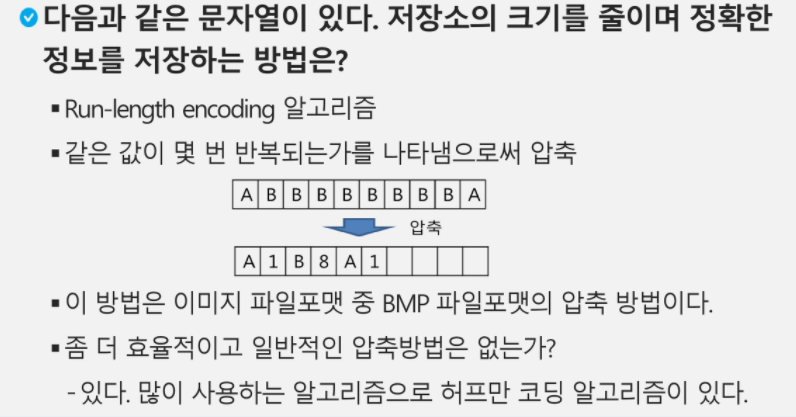 다음과 같은 문자열이 있다. 저장소의 크기를 줄이며 정확한
정보를 저장하는 방법은?
▪Run-length encoding 알고리즘
▪같은 값이 몇 번 반복되는가를 나타냄으로써 압축
A B B B B B B B B A
압축
A 1 B 8 A 1
▪이 방법은 이미지 파일포맷 중 BMP 파일포맷의 압축 방법이다.
▪좀 더 효율적이고 일반적인 압축방법은 없는가?
-있다. 많이 사용하는 알고리즘으로 허프만 코딩 알고리즘이 있다.